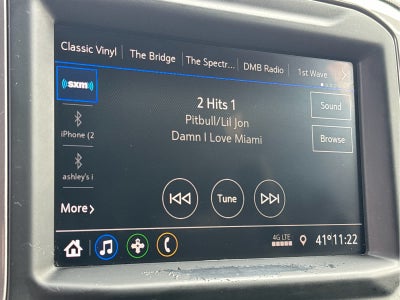 Classic Vinyl The Bridge The Spectr... DMB Radio 1st Wave
sxm
2 Hits 1
Sound
Pitbull/Lil Jon
iPhone (2
Damn I Love Miami
Browse
ashley's i
Tune
More
4G LTE
41° 11:22